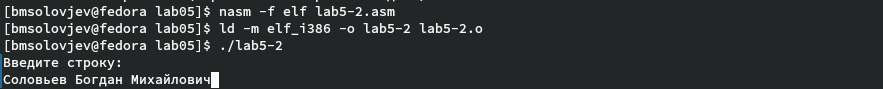 [bmsolovjev@fedora lab05]$ nasm -f elf lab5-2.asm
[bmsolovjev@fedora lab05]$ ld -m elf_i386 -o lab5-2 lab5-2.o
[bmsolovjev@fedora lab05]$ ./lab5-2
Введите строку:
Соловьев Богдан Михайлович